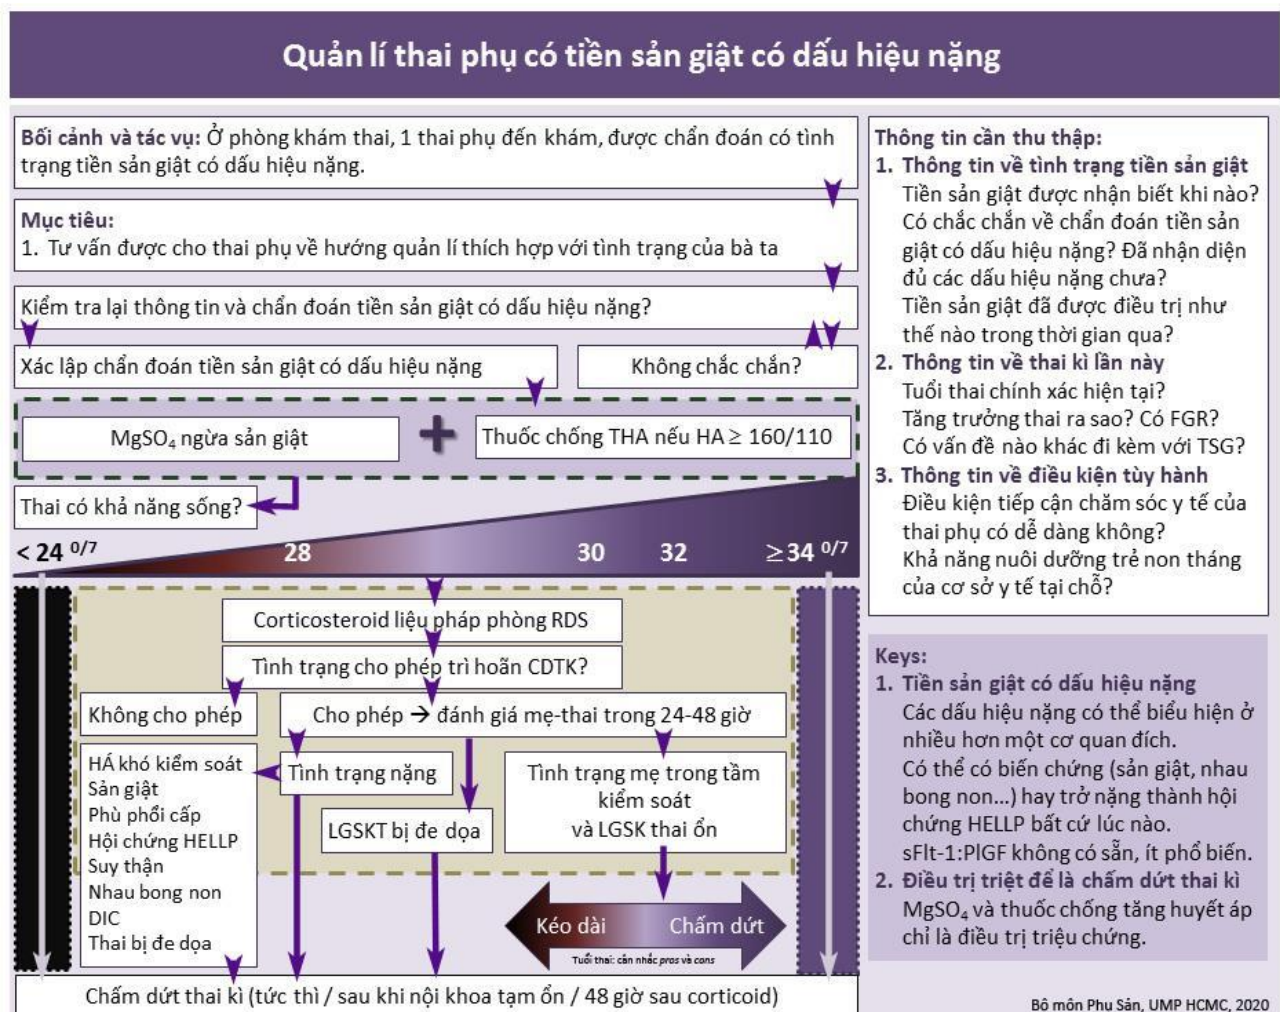 Quản lí thai phụ có tiền sản giật có dấu hiệu nặng
Bối cảnh và tác vụ: Ở phòng khám thai, 1 thai phụ đến khám, được chẩn đoán có tình
trạng tiền sản giật có dấu hiệu nặng.
Mục tiêu:
1. Tư vấn được cho thai phụ về hướng quản lí thích hợp với tình trạng của bà ta
Kiểm tra lại thông tin và chẩn đoán tiền sản giật có dấu hiệu nặng?
Xác lập chẩn đoán tiền sản giật có dấu hiệu nặng
Không chắc chắn?
MgSO₄ ngừa sản giật
+
Thuốc chống THA nếu HA ≥ 160/110
Thai có khả năng sống?
< 24 0/7
28
30
32
≥ 34 0/7
Corticosteroid liệu pháp phòng RDS
Tình trạng cho phép trì hoãn CDTK?
Không cho phép
Cho phép → đánh giá mẹ-thai trong 24-48 giờ
HÁ khó kiểm soát
Sản giật
Phù phổi cấp
Hội chứng HELLP
Suy thận
Nhau bong non
DIC
Thai bị đe dọa
Tình trạng nặng
LGSKT bị đe dọa
Tình trạng mẹ trong tầm
kiểm soát
và LGSK thai ổn
Kéo dài
Chấm dứt
Tuổi thai: cân nhắc pros và cons
Chấm dứt thai kì (tức thì / sau khi nội khoa tạm ổn / 48 giờ sau corticoid)
Thông tin cần thu thập:
1. Thông tin về tình trạng tiền sản giật
Tiền sản giật được nhận biết khi nào?
Có chắc chắn về chẩn đoán tiền sản
giật có dấu hiệu nặng? Đã nhận diện
đủ các dấu hiệu nặng chưa?
Tiền sản giật đã được điều trị như
thế nào trong thời gian qua?
2. Thông tin về thai kì lần này
Tuổi thai chính xác hiện tại?
Tăng trưởng thai ra sao? Có FGR?
Có vấn đề nào khác đi kèm với TSG?
3. Thông tin về điều kiện tùy hành
Điều kiện tiếp cận chăm sóc y tế của
thai phụ có dễ dàng không?
Khả năng nuôi dưỡng trẻ non tháng
của cơ sở y tế tại chỗ?
Keys:
1. Tiền sản giật có dấu hiệu nặng
Các dấu hiệu nặng có thể biểu hiện ở
nhiều hơn một cơ quan đích.
Có thể có biến chứng (sản giật, nhau
bong non...) hay trở nặng thành hội
chứng HELLP bất cứ lúc nào.
sFlt-1:PlGF không có sẵn, ít phổ biến.
2. Điều trị triệt để là chấm dứt thai kì
MgSO₄ và thuốc chống tăng huyết áp
chỉ là điều trị triệu chứng.
Bộ môn Phụ Sản, UMP HCMC, 2020